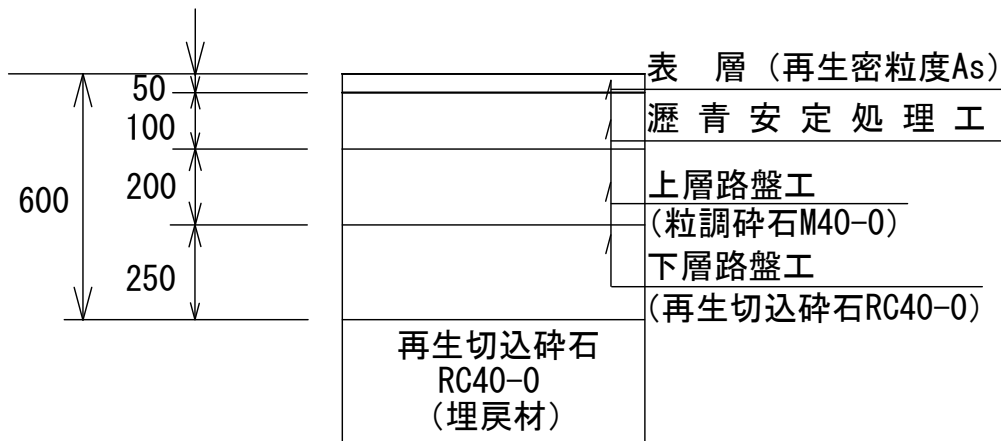 50
100
200
250
600
表　層（再生密粒度As）
瀝 青 安 定 処 理 工
上層路盤工
(粒調砕石M40-0)
下層路盤工
(再生切込砕石RC40-0)
再生切込砕石
RC40-0
(埋戻材)